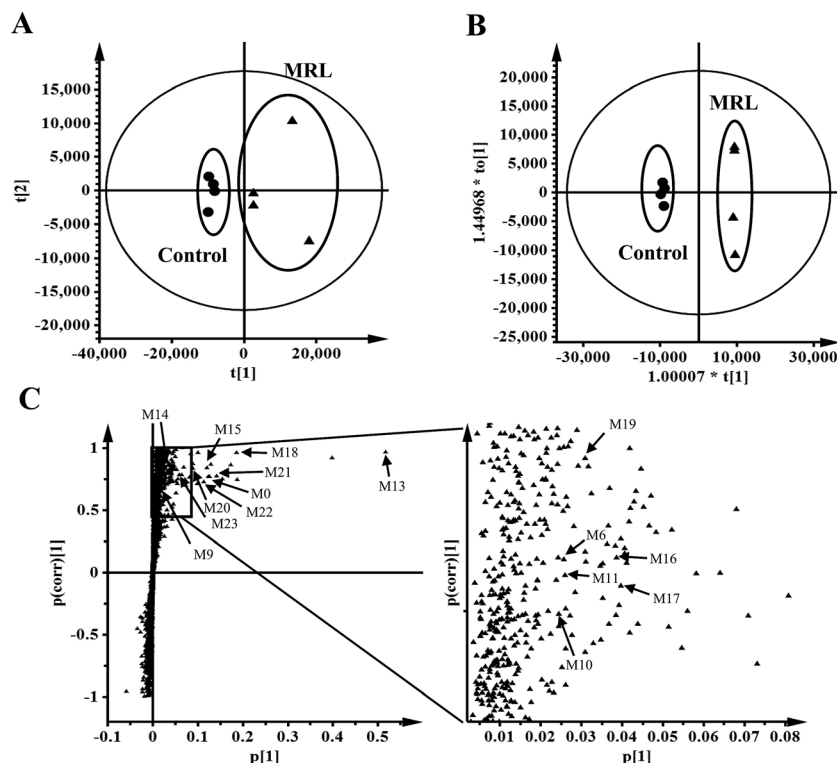 A
MRL
15,000
10,000
5,000
0
-5,000
-10,000
-15,000
-20,000
t[2]
Control
-40,000 -20,000 0 20,000
t[1]
B
MRL
20,000
15,000
10,000
5,000
0
-5,000
-10,000
-15,000
-20,000
-25,000
1.44968 * to[1]
Control
-30,000 -10,000 10,000 30,000
1.00007 * t[1]
C
M14
M15
M18
M21
M13
M0
M20
M22
M23
M9
1
0.5
0
-0.5
-1
p(corr)[1]
-0.1 0 0.1 0.2 0.3 0.4 0.5
p[1]
M19
M6
M16
M11
M17
M10
p(corr)[1]
0.01 0.02 0.03 0.04 0.05 0.06 0.07 0.08
p[1]